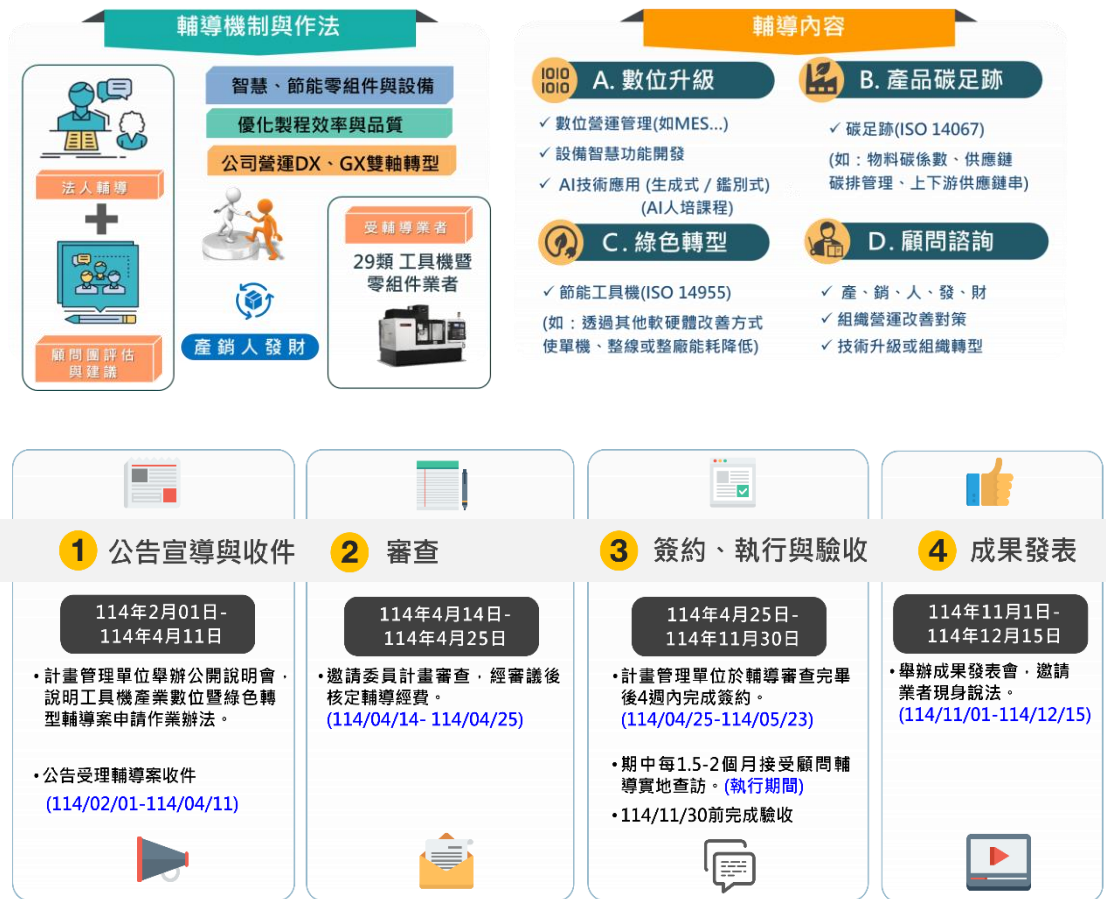 輔導機制與作法
法人輔導
顧問團評估
與建議
智慧、節能零組件與設備
優化製程效率與品質
公司營運DX、GX雙軸轉型
產銷人發財
受輔導業者
29類 工具機暨
零組件業者
輔導內容
1010
1010
A. 數位升級
✓ 數位營運管理(如MES...)
✓ 設備智慧功能開發
✓ AI技術應用 (生成式 / 鑑別式)
(AI人培課程)
B. 產品碳足跡
✓ 碳足跡(ISO 14067)
(如：物料碳係數、供應鏈
碳排管理、上下游供應鏈串)
C. 綠色轉型
✓ 節能工具機(ISO 14955)
(如：透過其他軟硬體改善方式
使單機、整線或整廠能耗降低)
D. 顧問諮詢
✓ 產、銷、人、發、財
✓ 組織營運改善對策
✓ 技術升級或組織轉型
1 公告宣導與收件
114年2月01日-
114年4月11日
•計畫管理單位舉辦公開說明會，
說明工具機產業數位暨綠色轉
型輔導案申請作業辦法。
•公告受理輔導案收件
(114/02/01-114/04/11)
2 審查
114年4月14日-
114年4月25日
•邀請委員計畫審查，經審議後
核定輔導經費。
(114/04/14- 114/04/25)
3 簽約、執行與驗收
114年4月25日-
114年11月30日
•計畫管理單位於輔導審查完畢
後4週內完成簽約。
(114/04/25-114/05/23)
•期中每1.5-2個月接受顧問輔
導實地查訪。(執行期間)
•114/11/30前完成驗收
4 成果發表
114年11月1日-
114年12月15日
•舉辦成果發表會，邀請
業者現身說法。
(114/11/01-114/12/15)